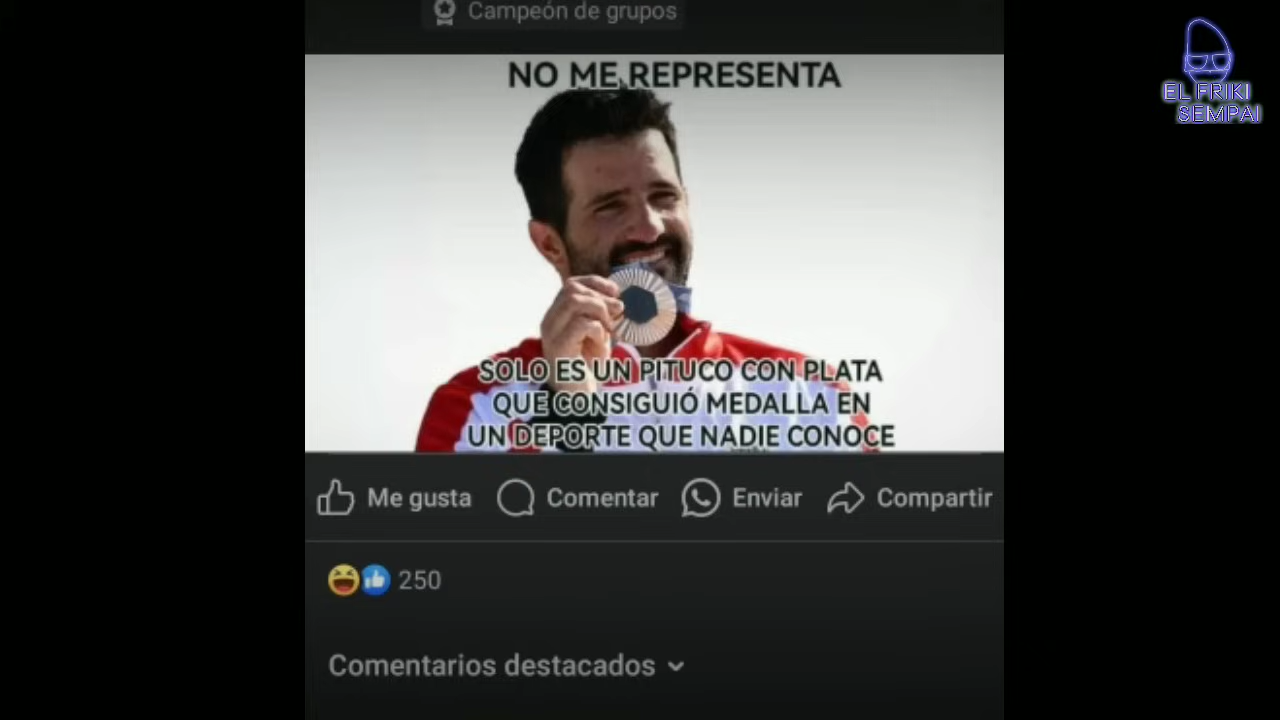 Campeón de grupos
EL FRIKI
SEMPAI
NO ME REPRESENTA
SOLO ES UN PITUCO CON PLATA
QUE CONSIGUIÓ MEDALLA EN
UN DEPORTE QUE NADIE CONOCE
Me gusta
Comentar
Enviar
Compartir
250
Comentarios destacados